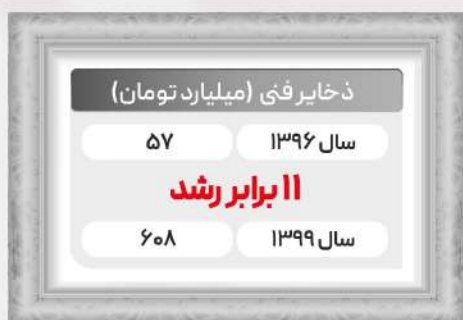 ذخایر فنی (میلیارد تومان)
سال ۱۳۹۶ ۵۷
۱۱ برابر رشد
سال ۱۳۹۹ ۶۰۸